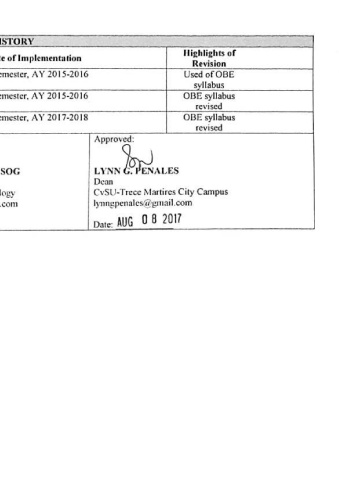 ISTORY
te of Implementation
Highlights of
Revision
emester, AY 2015-2016
Used of OBE
syllabus
emester, AY 2015-2016
OBE syllabus
revised
emester, AY 2017-2018
OBE syllabus
revised
SOG
logy
.com
Approved:
LYNN G. PENALES
Dean
CvSU-Trece Martires City Campus
lynngpenales@gmail.com
Date: AUG 08 2017